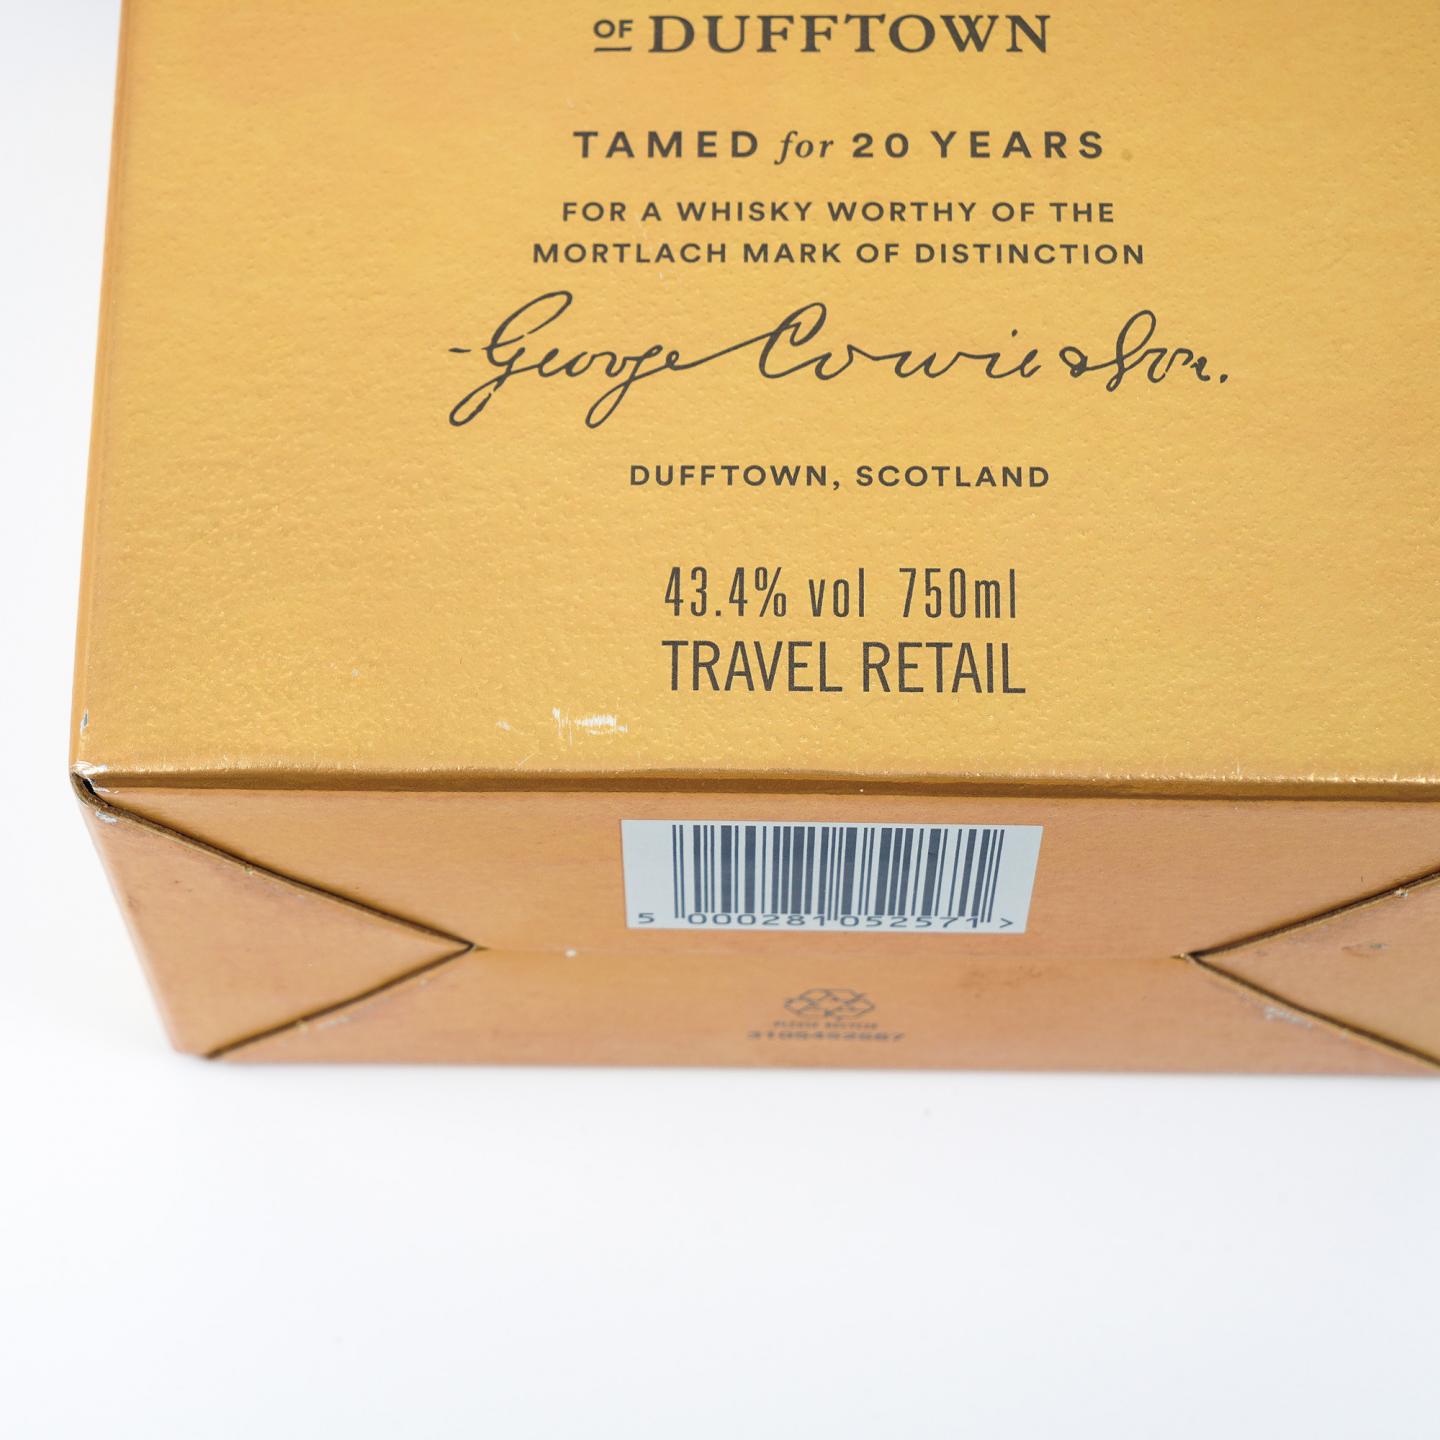 OF DUFFTOWN
TAMED for 20 YEARS
FOR A WHISKY WORTHY OF THE
MORTLACH MARK OF DISTINCTION
George Cowie & Son.
DUFFTOWN, SCOTLAND
43.4% vol 750ml
TRAVEL RETAIL
5 000281 052571 >